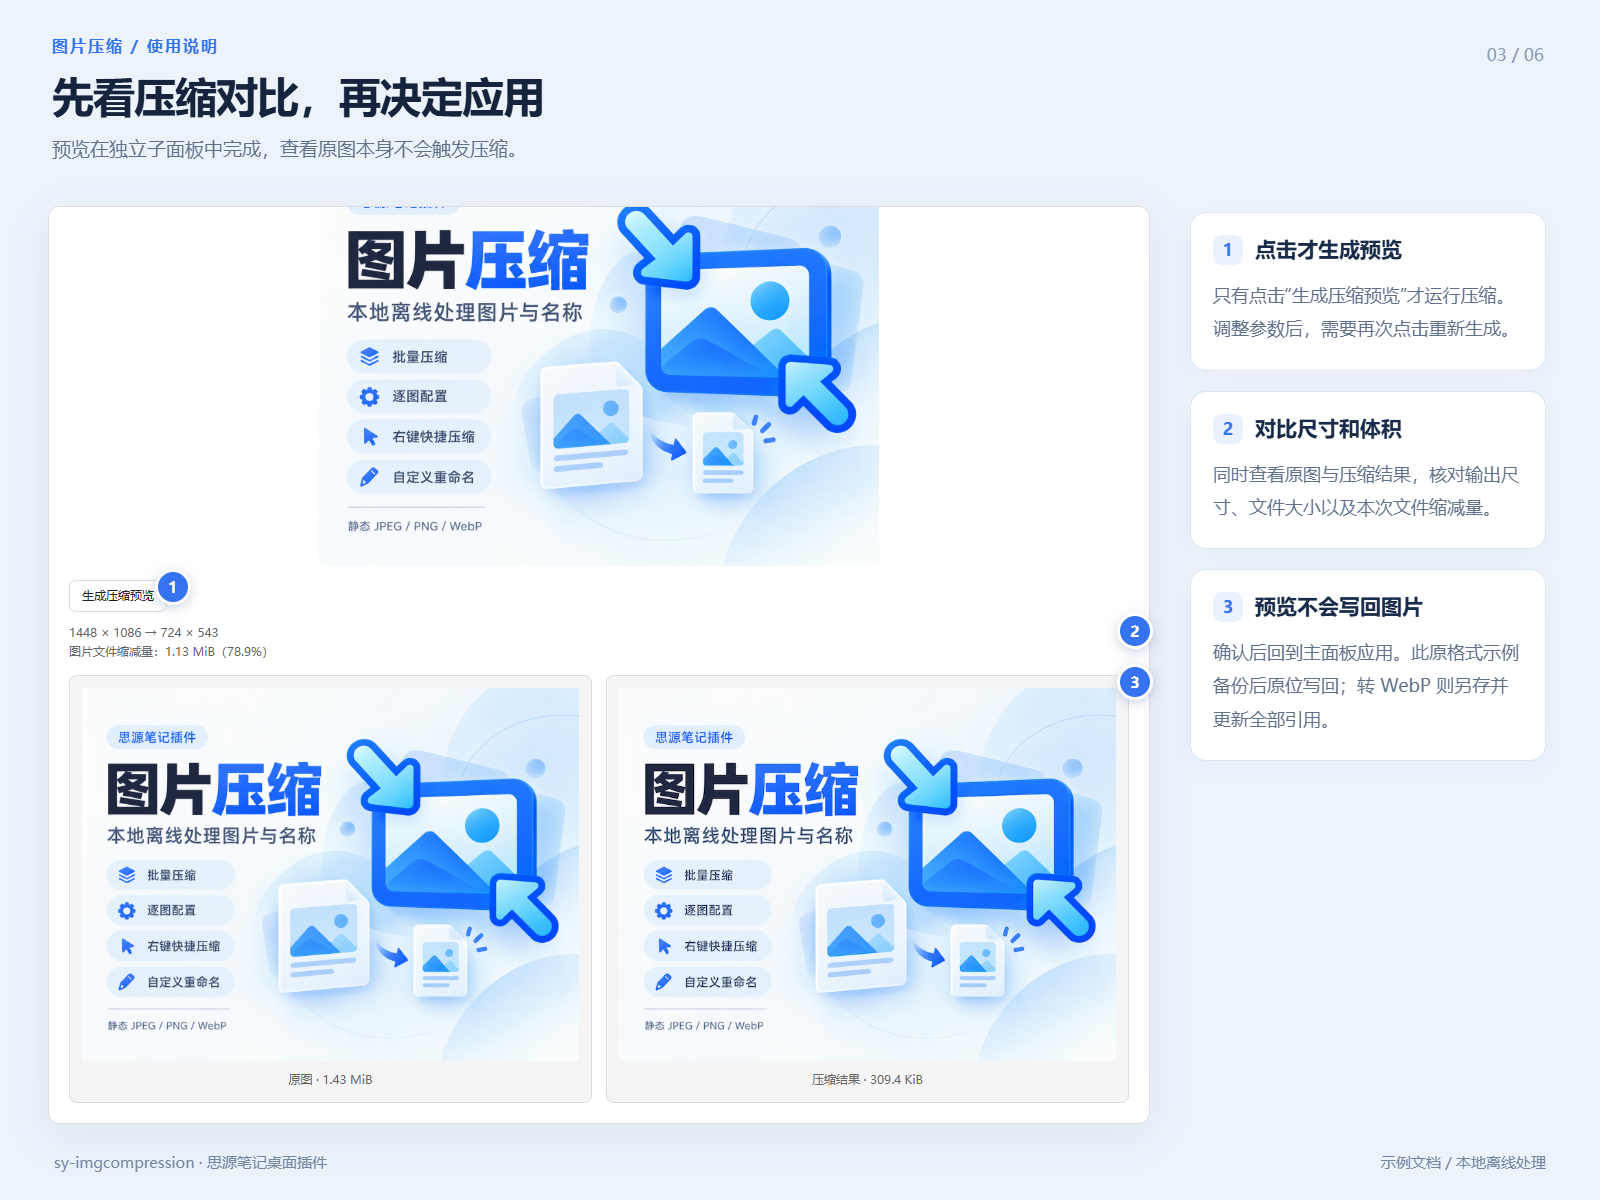 图片压缩 / 使用说明
03 / 06
先看压缩对比，再决定应用
预览在独立子面板中完成，查看原图本身不会触发压缩。
图片压缩
本地离线处理图片与名称
批量压缩
逐图配置
右键快捷压缩
自定义重命名
静态 JPEG / PNG / WebP
生成压缩预览
1
1448 × 1086 → 724 × 543
图片文件缩减量：1.13 MiB（78.9%）
2
3
思源笔记插件
图片压缩
本地离线处理图片与名称
批量压缩
逐图配置
右键快捷压缩
自定义重命名
静态 JPEG / PNG / WebP
原图 · 1.43 MiB
思源笔记插件
图片压缩
本地离线处理图片与名称
批量压缩
逐图配置
右键快捷压缩
自定义重命名
静态 JPEG / PNG / WebP
压缩结果 · 309.4 KiB
1 点击才生成预览
只有点击“生成压缩预览”才运行压缩。
调整参数后，需要再次点击重新生成。
2 对比尺寸和体积
同时查看原图与压缩结果，核对输出尺
寸、文件大小以及本次文件缩减量。
3 预览不会写回图片
确认后回到主面板应用。此原格式示例
备份后原位写回；转 WebP 则另存并
更新全部引用。
sy-imgcompression · 思源笔记桌面插件
示例文档 / 本地离线处理